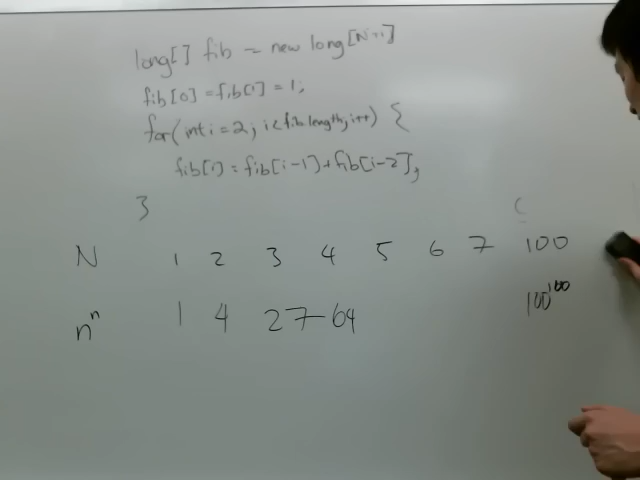 long[] fib = new long[N+1]
fib[0] = fib[1] = 1;
for(int i = 2; i < fib.length; i++) {
fib[i] = fib[i-1] + fib[i-2];
}
N 1 2 3 4 5 6 7 100
n^n 1 4 27 64 100^100